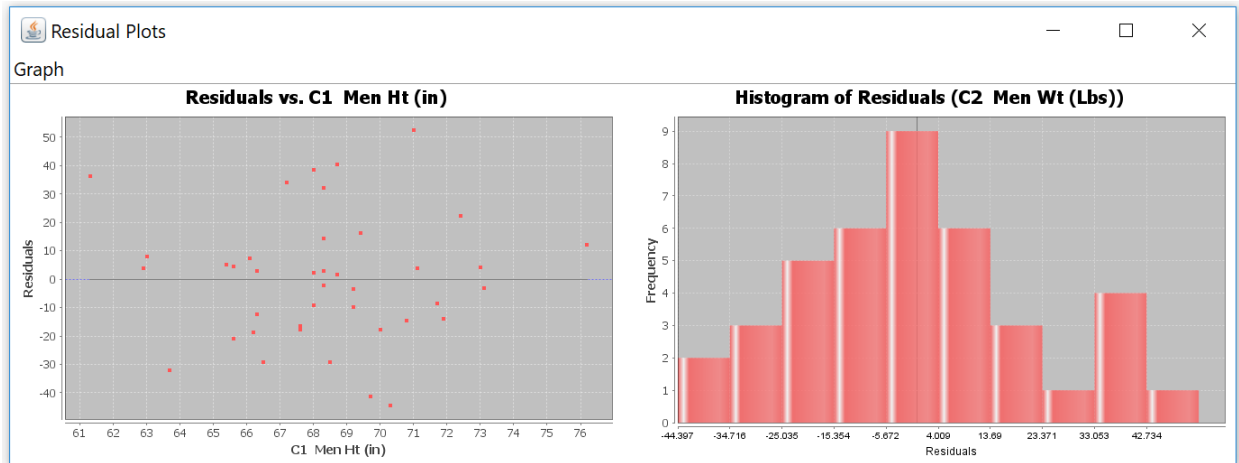 Residual Plots
Graph
Residuals vs. C1 Men Ht (in)
50
40
30
20
10
0
-10
-20
-30
-40
Residuals
61 62 63 64 65 66 67 68 69 70 71 72 73 74 75 76
C1 Men Ht (in)
Histogram of Residuals (C2 Men Wt (Lbs))
9
8
7
6
5
4
3
2
1
0
Frequency
-44.397 -34.716 -25.035 -15.354 -5.672 4.009 13.69 23.371 33.053 42.734
Residuals